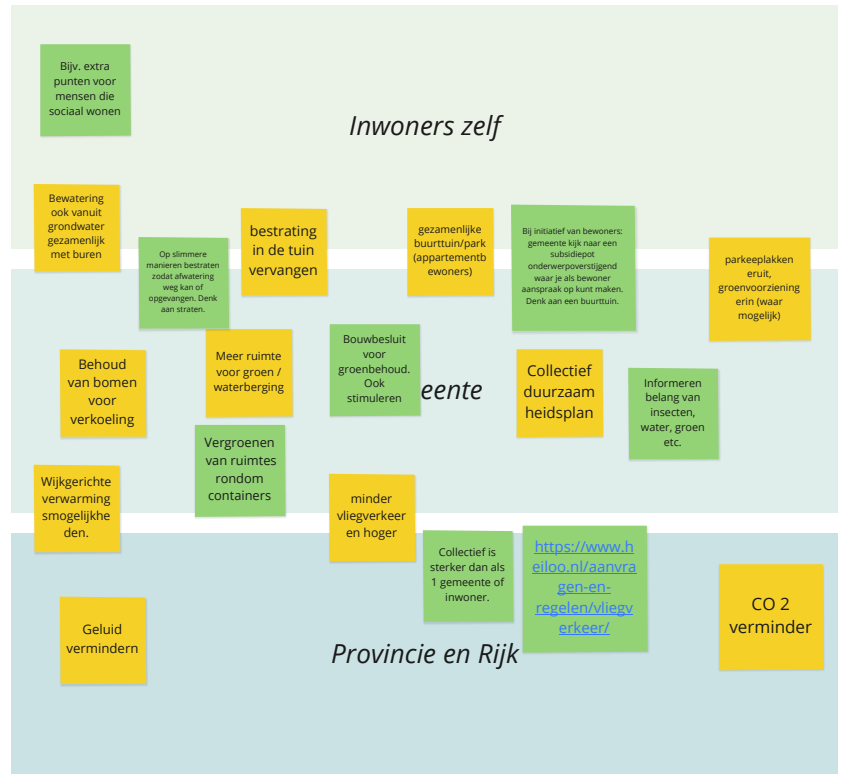 Bijv. extra
punten voor
mensen die
sociaal wonen
Inwoners zelf
Bewatering
ook vanuit
grondwater
gezamenlijk
met buren
Op slimmere
manieren bestraten
zodat afwatering
weg kan of
opgevangen. Denk
aan straten.
bestrating
in de tuin
vervangen
gezamenlijke
buurttuin/park
(appartementb
ewoners)
Bij initiatief van bewoners:
gemeente kijk naar een
subsidiepot
onderwerpoverstijgend
waar je als bewoner
aanspraak op kunt maken.
Denk aan een buurttuin.
parkeeplakken
eruit,
groenvoorziening
erin (waar
mogelijk)
Behoud
van bomen
voor
verkoeling
Meer ruimte
voor groen /
waterberging
Bouwbesluit
voor
groenbehoud.
Ook
stimuleren
eente
Collectief
duurzaam
heidsplan
Informeren
belang van
insecten,
water, groen
etc.
Vergroenen
van ruimtes
rondom
containers
Wijkgerichte
verwarming
smogelijkhe
den.
minder
vliegverkeer
en hoger
Collectief is
sterker dan als
1 gemeente of
inwoner.
https://www.h
eiloo.nl/aanvra
gen-en-
regelen/vliegv
erkeer/
Geluid
vermindern
CO 2
verminder
Provincie en Rijk